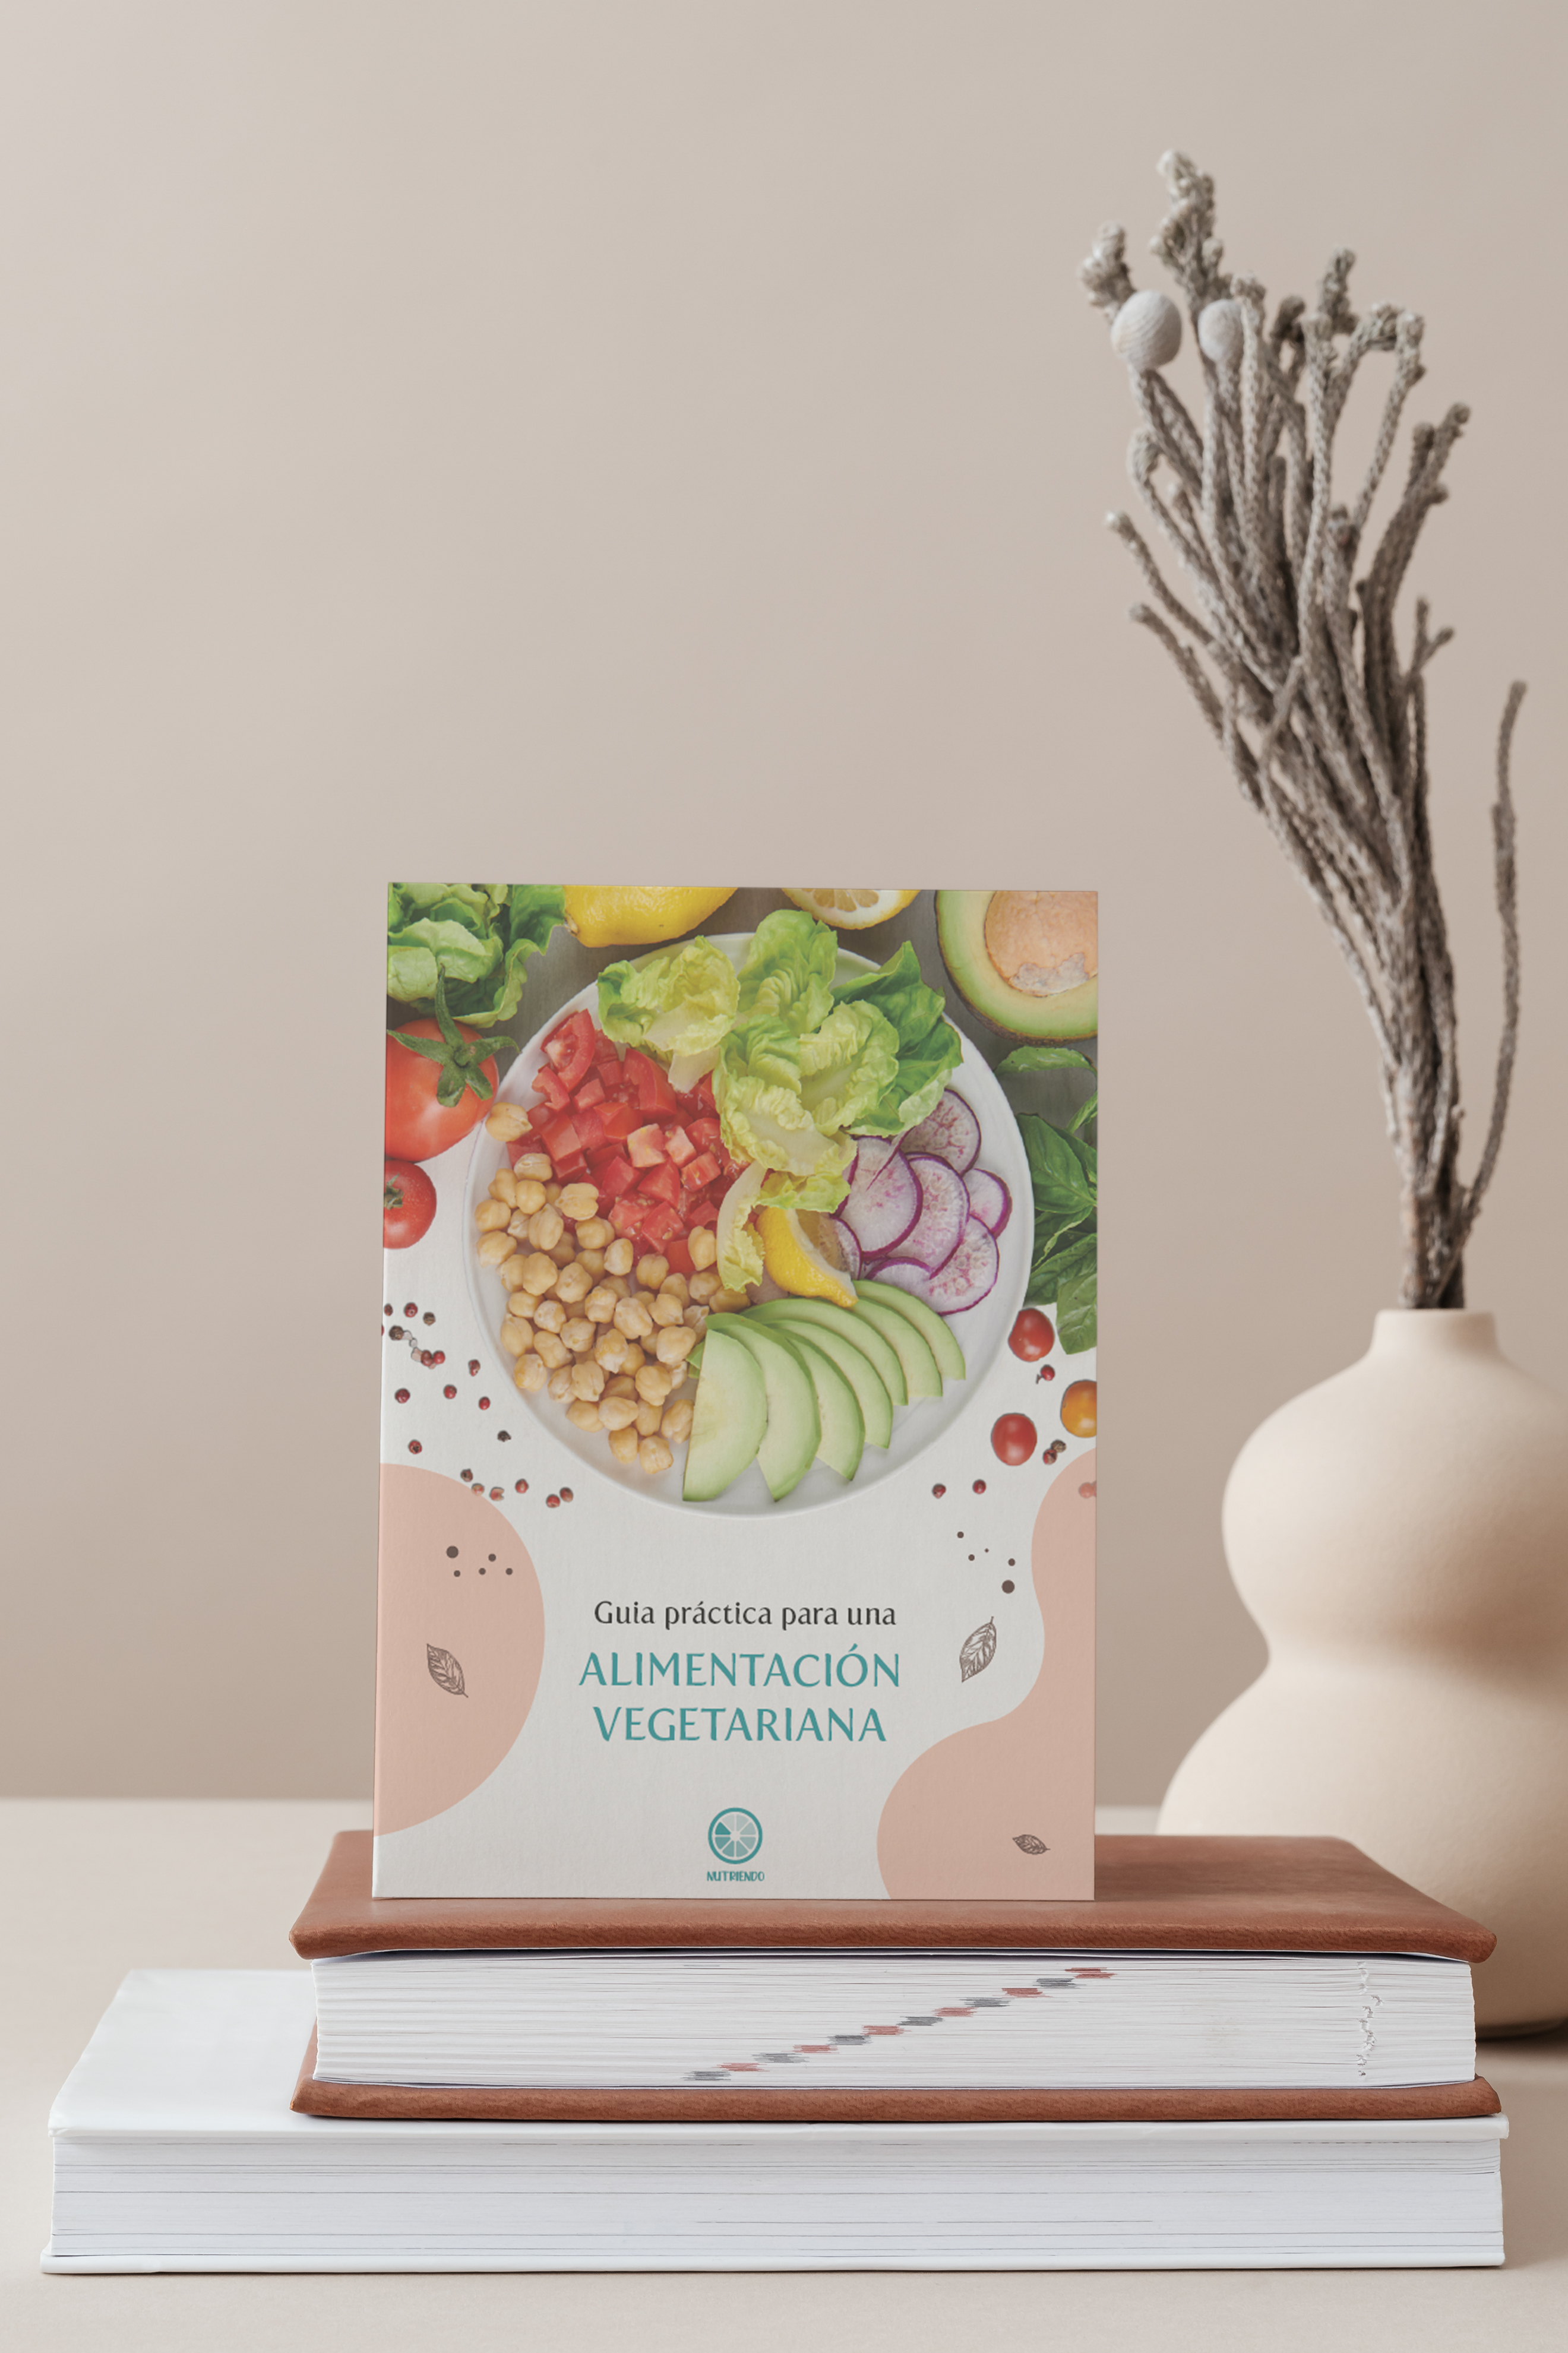 Guia práctica para una
ALIMENTACIÓN
VEGETARIANA
NUTRIENDO